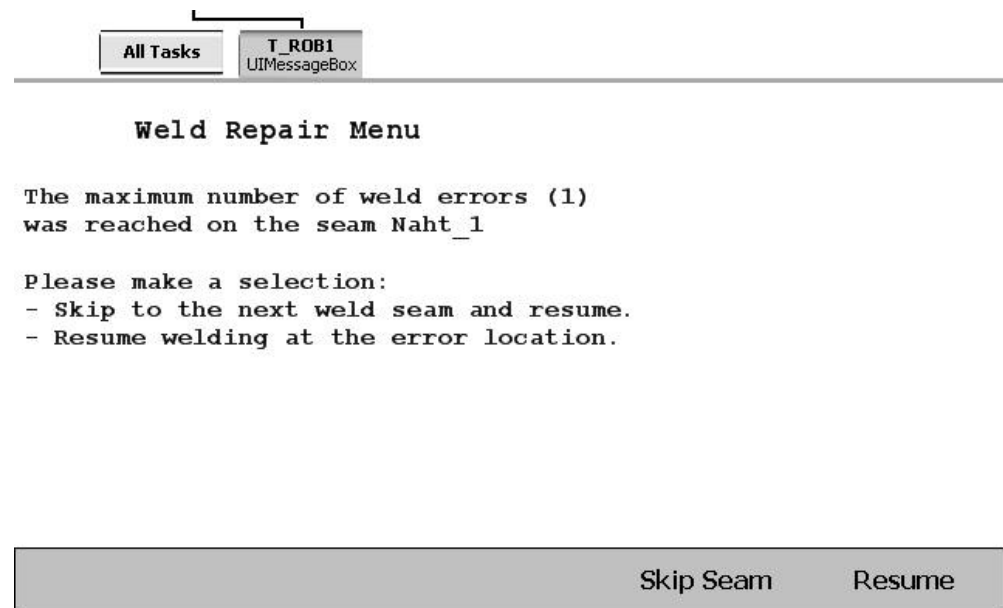 All Tasks
T_ROB1
UIMessageBox
Weld Repair Menu
The maximum number of weld errors (1)
was reached on the seam Naht_1
Please make a selection:
- Skip to the next weld seam and resume.
- Resume welding at the error location.
Skip Seam Resume